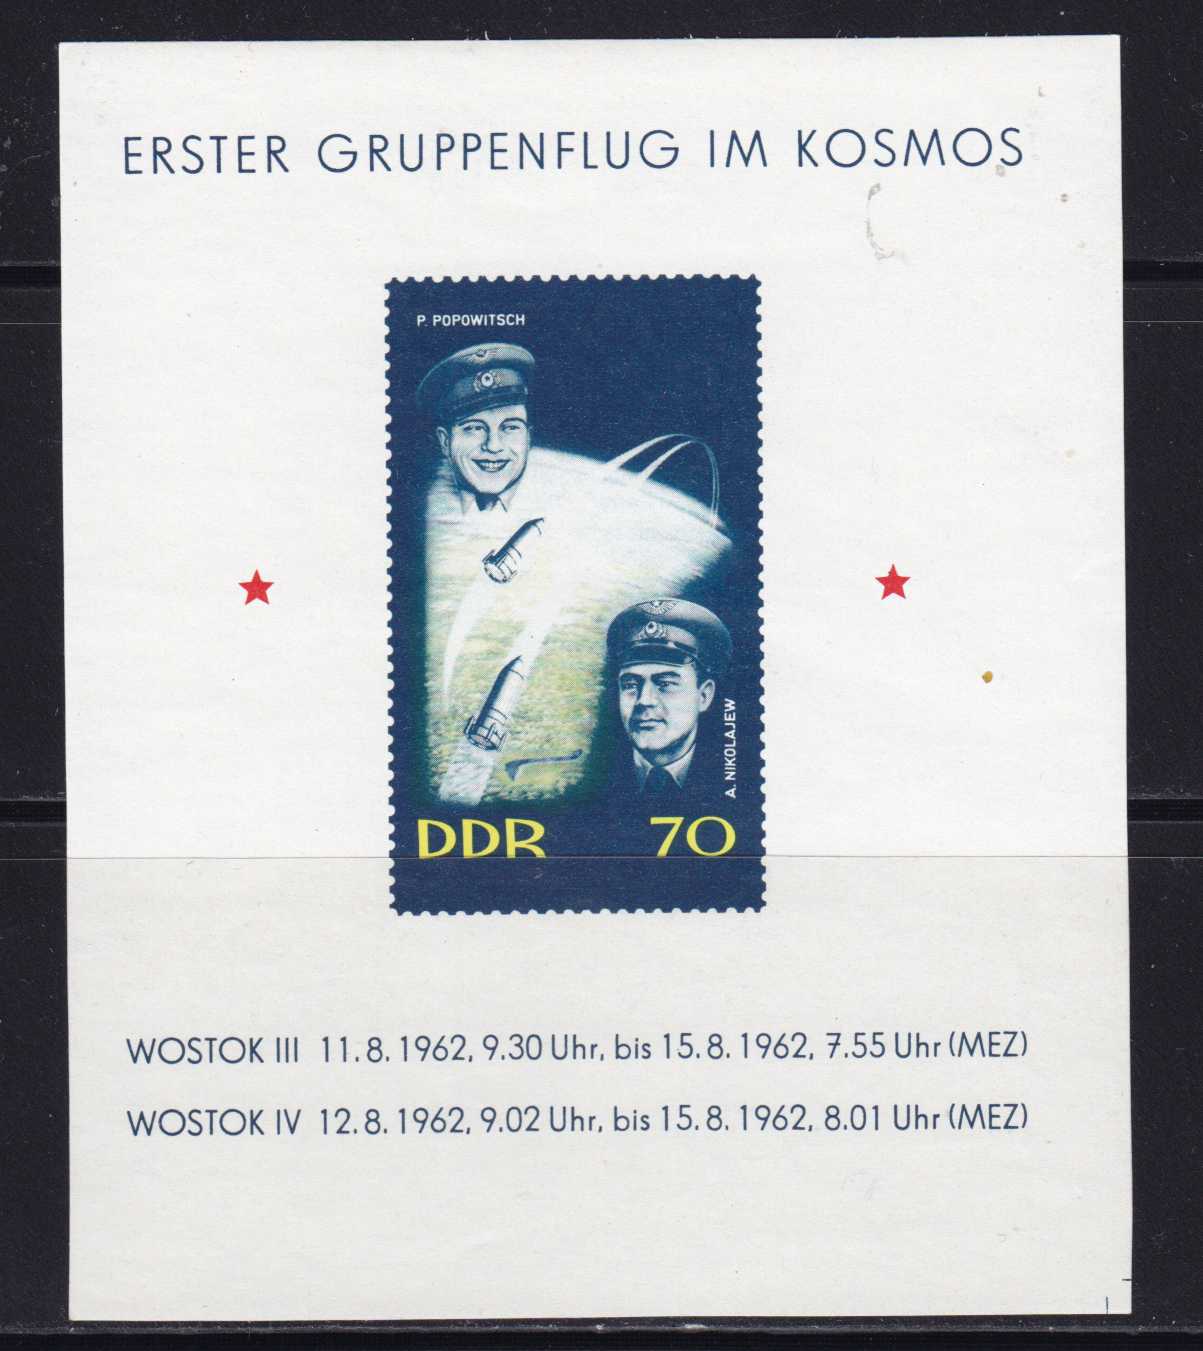 ERSTER GRUPPENFLUG IM KOSMOS
P. POPOWITSCH
A. NIKOLAJEW
DDR 70
WOSTOK III 11.8.1962, 9.30 Uhr, bis 15.8.1962, 7.55 Uhr (MEZ)
WOSTOK IV 12.8.1962, 9.02 Uhr, bis 15.8.1962, 8.01 Uhr (MEZ)